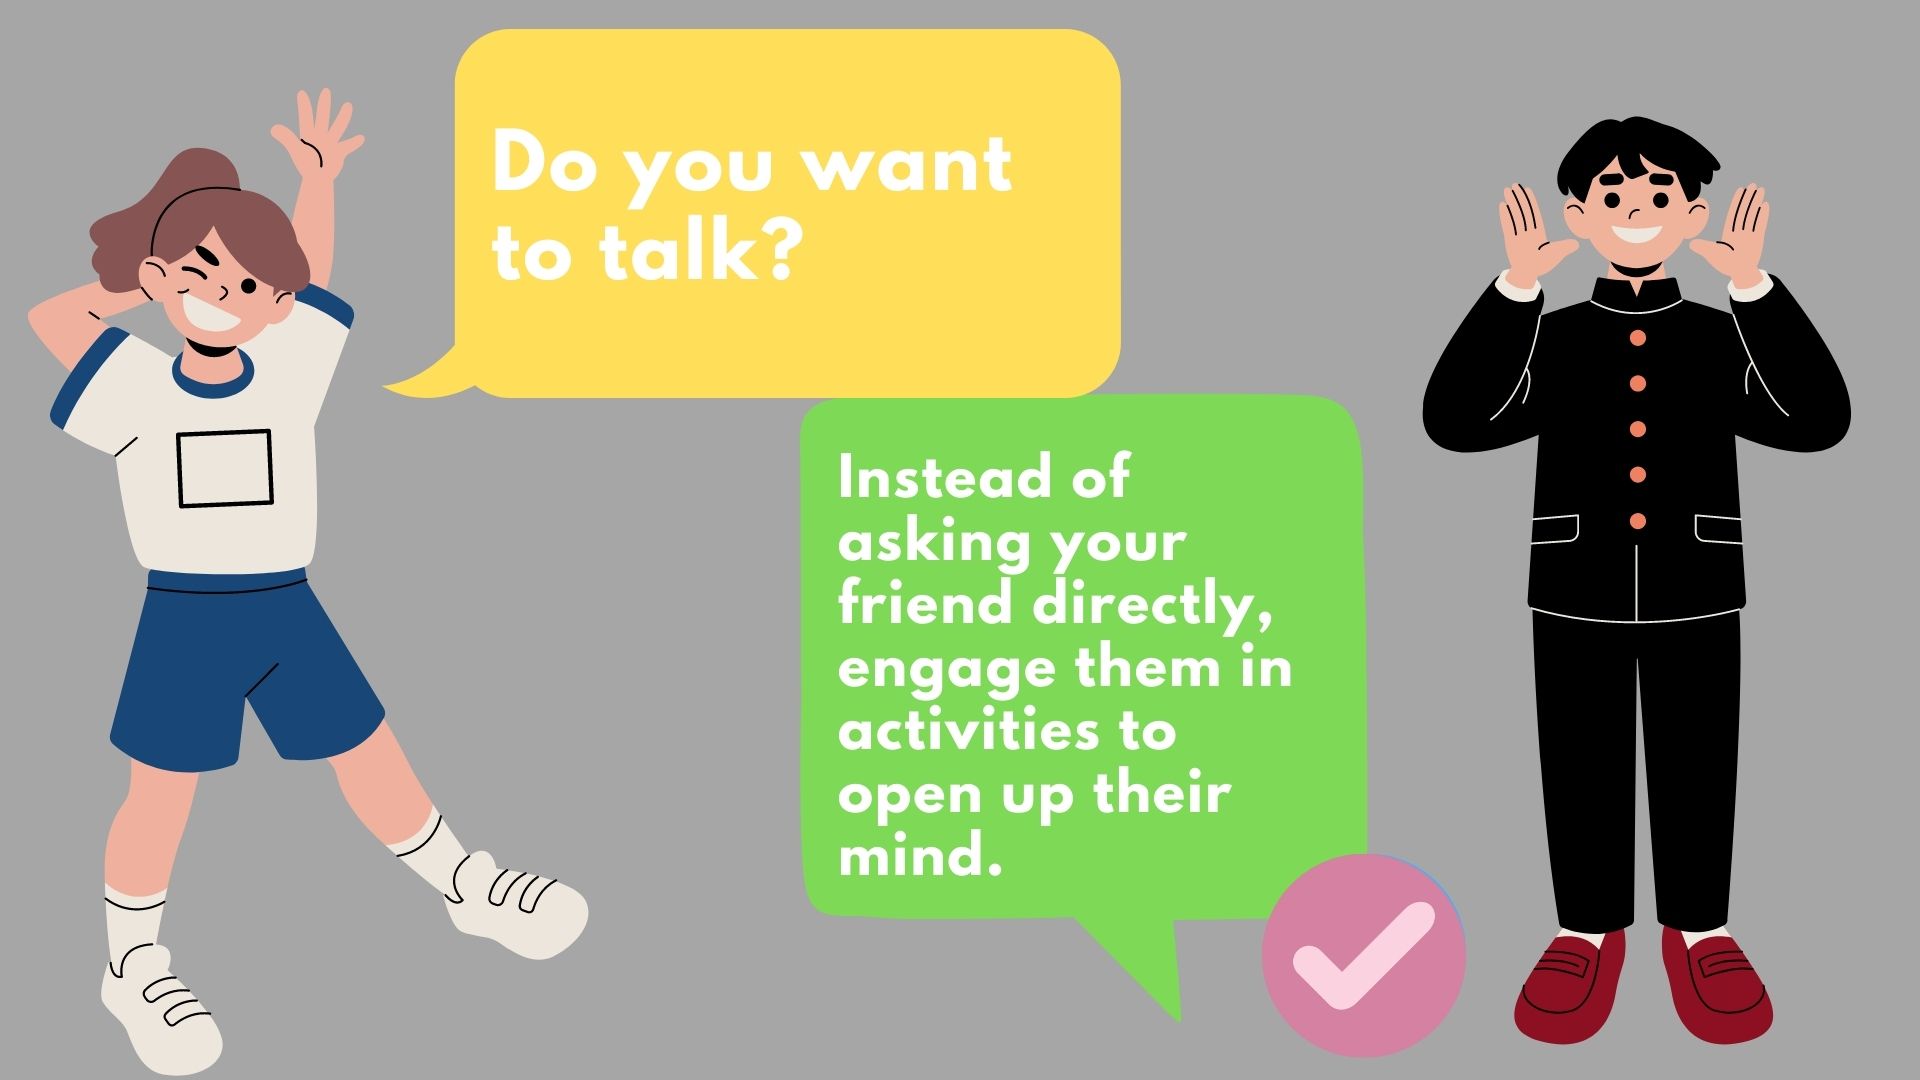 Do you want
to talk?
Instead of
asking your
friend directly,
engage them in
activities to
open up their
mind.